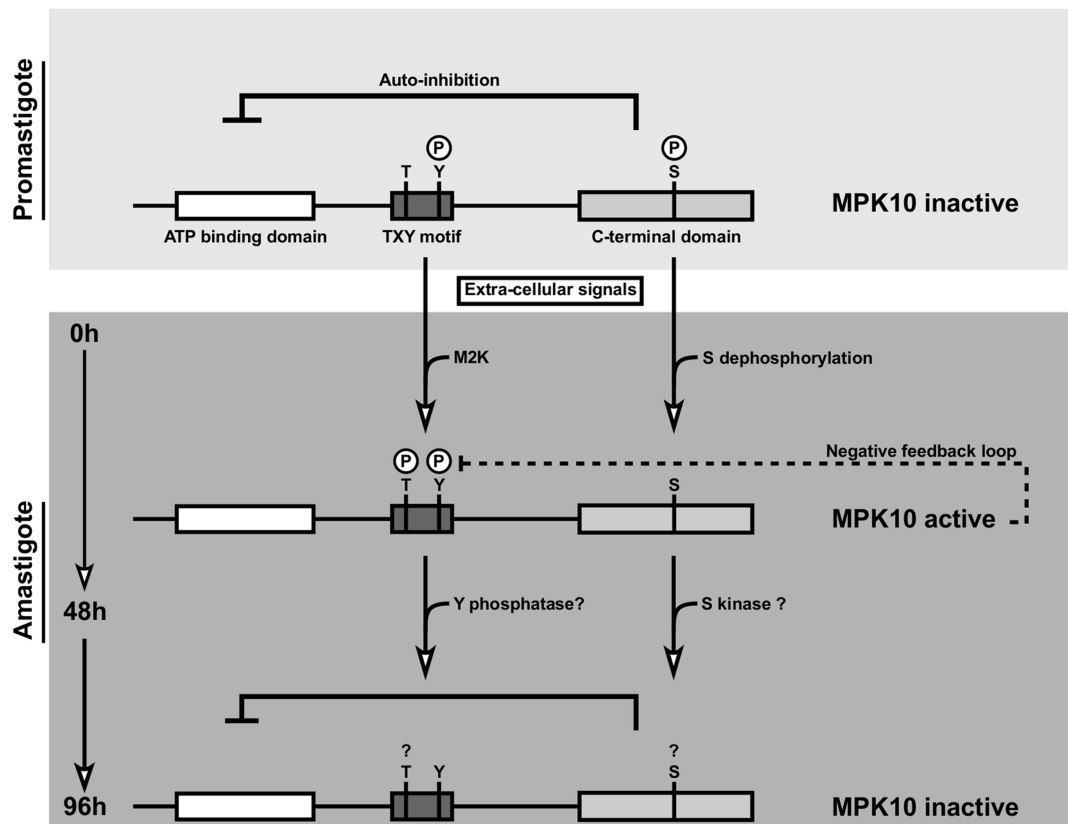 Promastigote
Auto-inhibition
P
P
T
Y
S
MPK10 inactive
ATP binding domain
TXY motif
C-terminal domain
Extra-cellular signals
0h
M2K
S dephosphorylation
Negative feedback loop
P
P
T
Y
S
MPK10 active
Amastigote
48h
Y phosphatase?
S kinase ?
?
?
T
Y
S
96h
MPK10 inactive